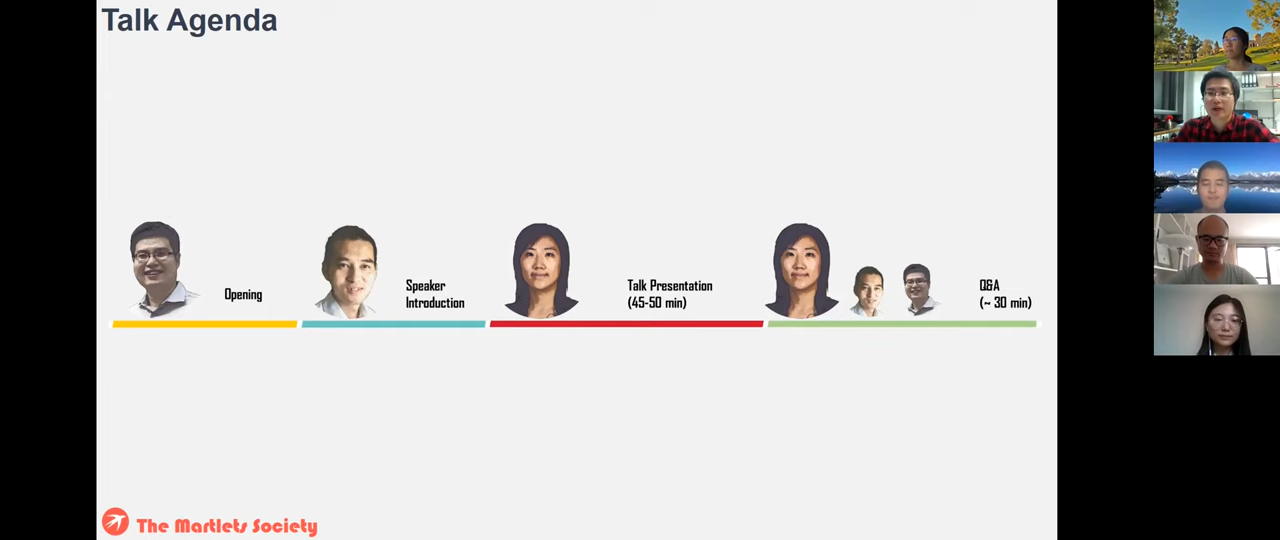 Talk Agenda
Opening
Speaker
Introduction
Talk Presentation
(45-50 min)
Q&A
(~ 30 min)
The Martlets Society